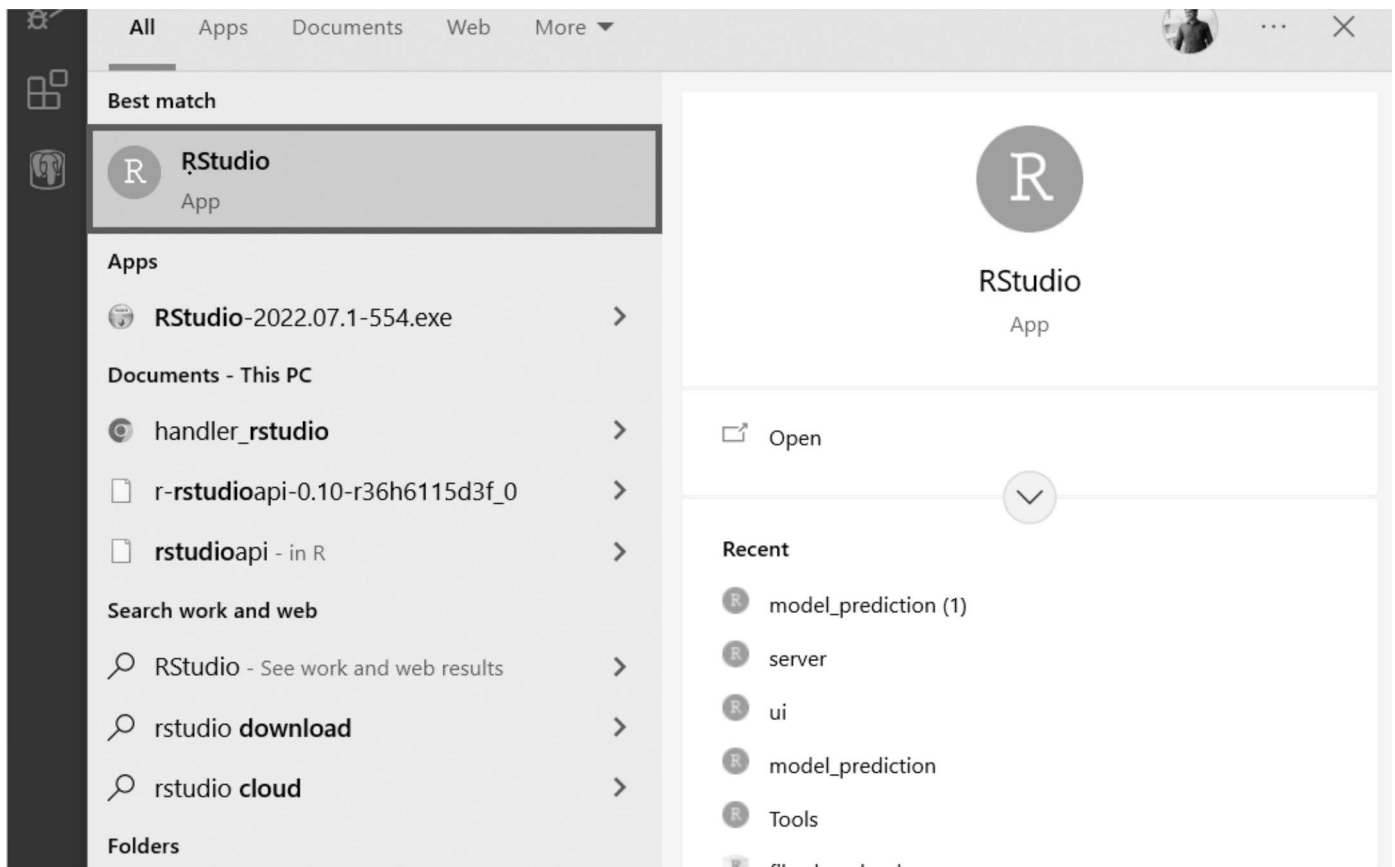 All Apps Documents Web More
Best match
R RStudio
App
Apps
RStudio-2022.07.1-554.exe
Documents - This PC
handler_rstudio
r-rstudioapi-0.10-r36h6115d3f_0
rstudioapi - in R
Search work and web
RStudio - See work and web results
rstudio download
rstudio cloud
Folders
R
RStudio
App
Open
Recent
R model_prediction (1)
R server
R ui
R model_prediction
R Tools